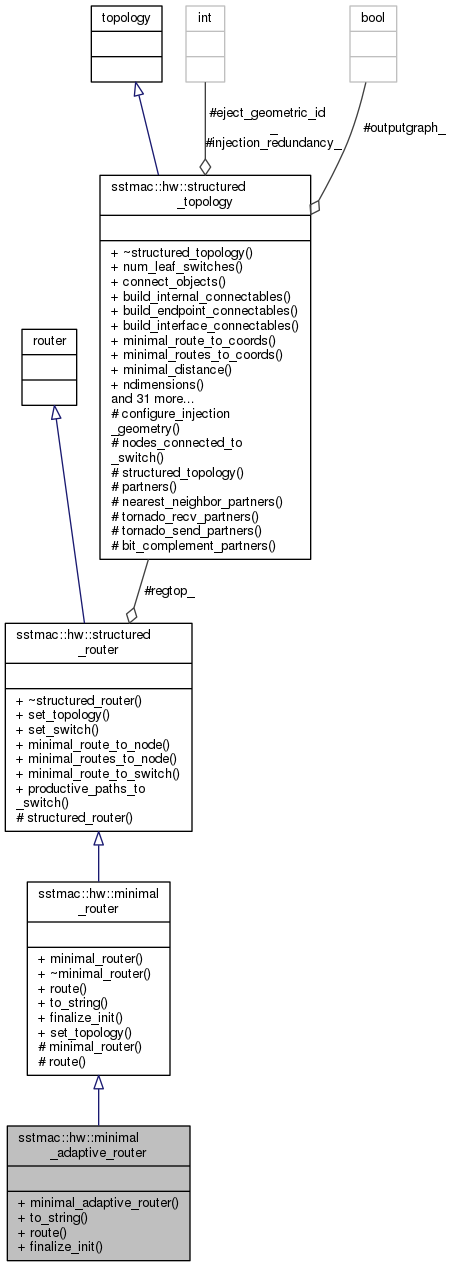 topology
int
bool
#eject_geometric_id
_
#injection_redundancy_
#outputgraph_
sstmac::hw::structured
_topology
+ ~structured_topology()
+ num_leaf_switches()
+ connect_objects()
+ build_internal_connectables()
+ build_endpoint_connectables()
+ build_interface_connectables()
+ minimal_route_to_coords()
+ minimal_routes_to_coords()
+ minimal_distance()
+ ndimensions()
and 31 more...
# configure_injection
_geometry()
# nodes_connected_to
_switch()
# structured_topology()
# partners()
# nearest_neighbor_partners()
# tornado_recv_partners()
# tornado_send_partners()
# bit_complement_partners()
router
#regtop_
sstmac::hw::structured
_router
+ ~structured_router()
+ set_topology()
+ set_switch()
+ minimal_route_to_node()
+ minimal_routes_to_node()
+ minimal_route_to_switch()
+ productive_paths_to
_switch()
# structured_router()
sstmac::hw::minimal
_router
+ minimal_router()
+ ~minimal_router()
+ route()
+ to_string()
+ finalize_init()
+ set_topology()
# minimal_router()
# route()
sstmac::hw::minimal
_adaptive_router
+ minimal_adaptive_router()
+ to_string()
+ route()
+ finalize_init()